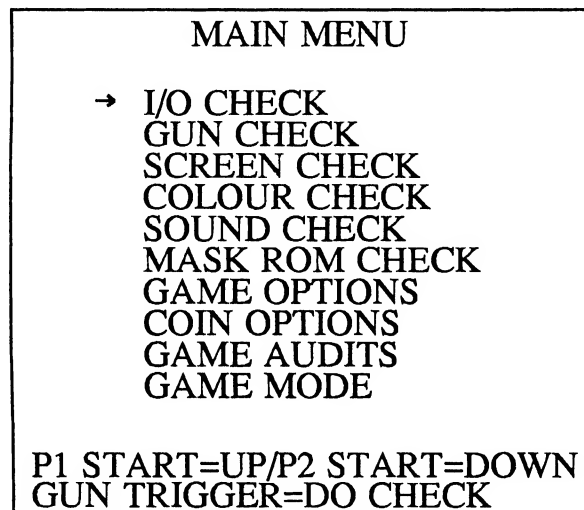 MAIN MENU
→ I/O CHECK
GUN CHECK
SCREEN CHECK
COLOUR CHECK
SOUND CHECK
MASK ROM CHECK
GAME OPTIONS
COIN OPTIONS
GAME AUDITS
GAME MODE
P1 START=UP/P2 START=DOWN
GUN TRIGGER=DO CHECK